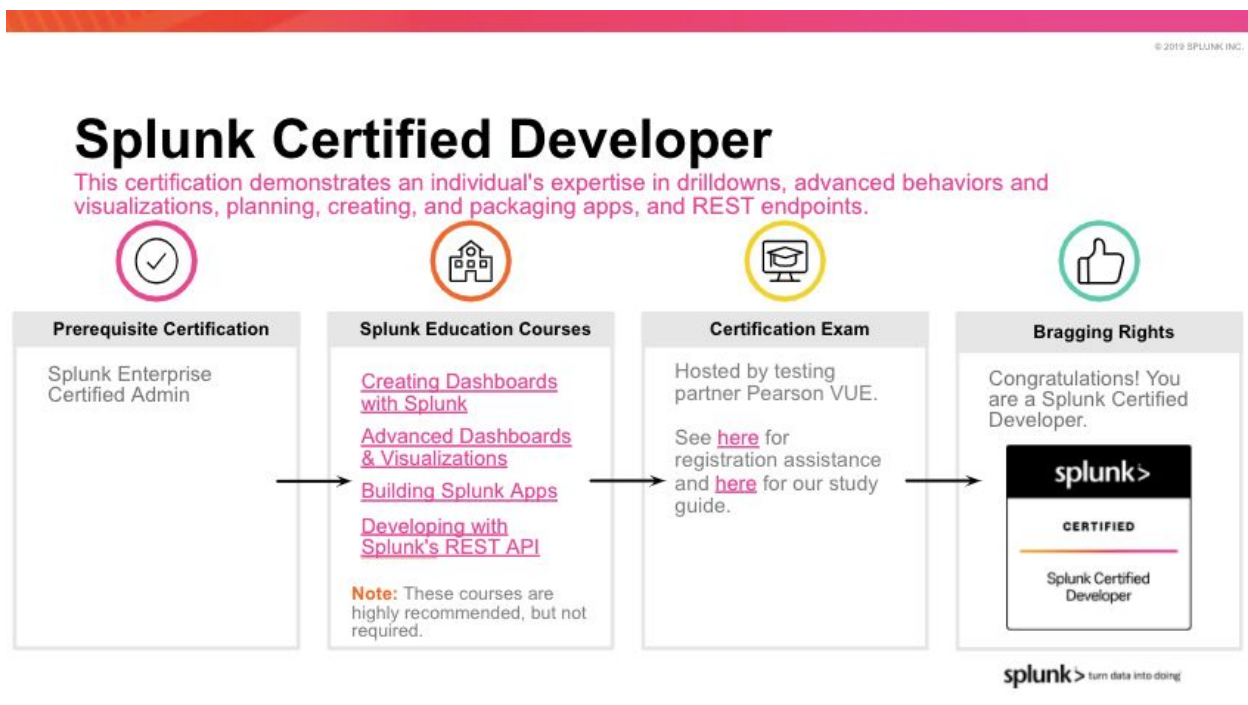 © 2019 SPLUNK INC.
Splunk Certified Developer
This certification demonstrates an individual's expertise in drilldowns, advanced behaviors and
visualizations, planning, creating, and packaging apps, and REST endpoints.
Prerequisite Certification
Splunk Enterprise
Certified Admin
Splunk Education Courses
Creating Dashboards
with Splunk
Advanced Dashboards
& Visualizations
Building Splunk Apps
Developing with
Splunk's REST API
Note: These courses are
highly recommended, but not
required.
Certification Exam
Hosted by testing
partner Pearson VUE.
See here for
registration assistance
and here for our study
guide.
Bragging Rights
Congratulations! You
are a Splunk Certified
Developer.
splunk>
CERTIFIED
Splunk Certified
Developer
splunk> turn data into doing